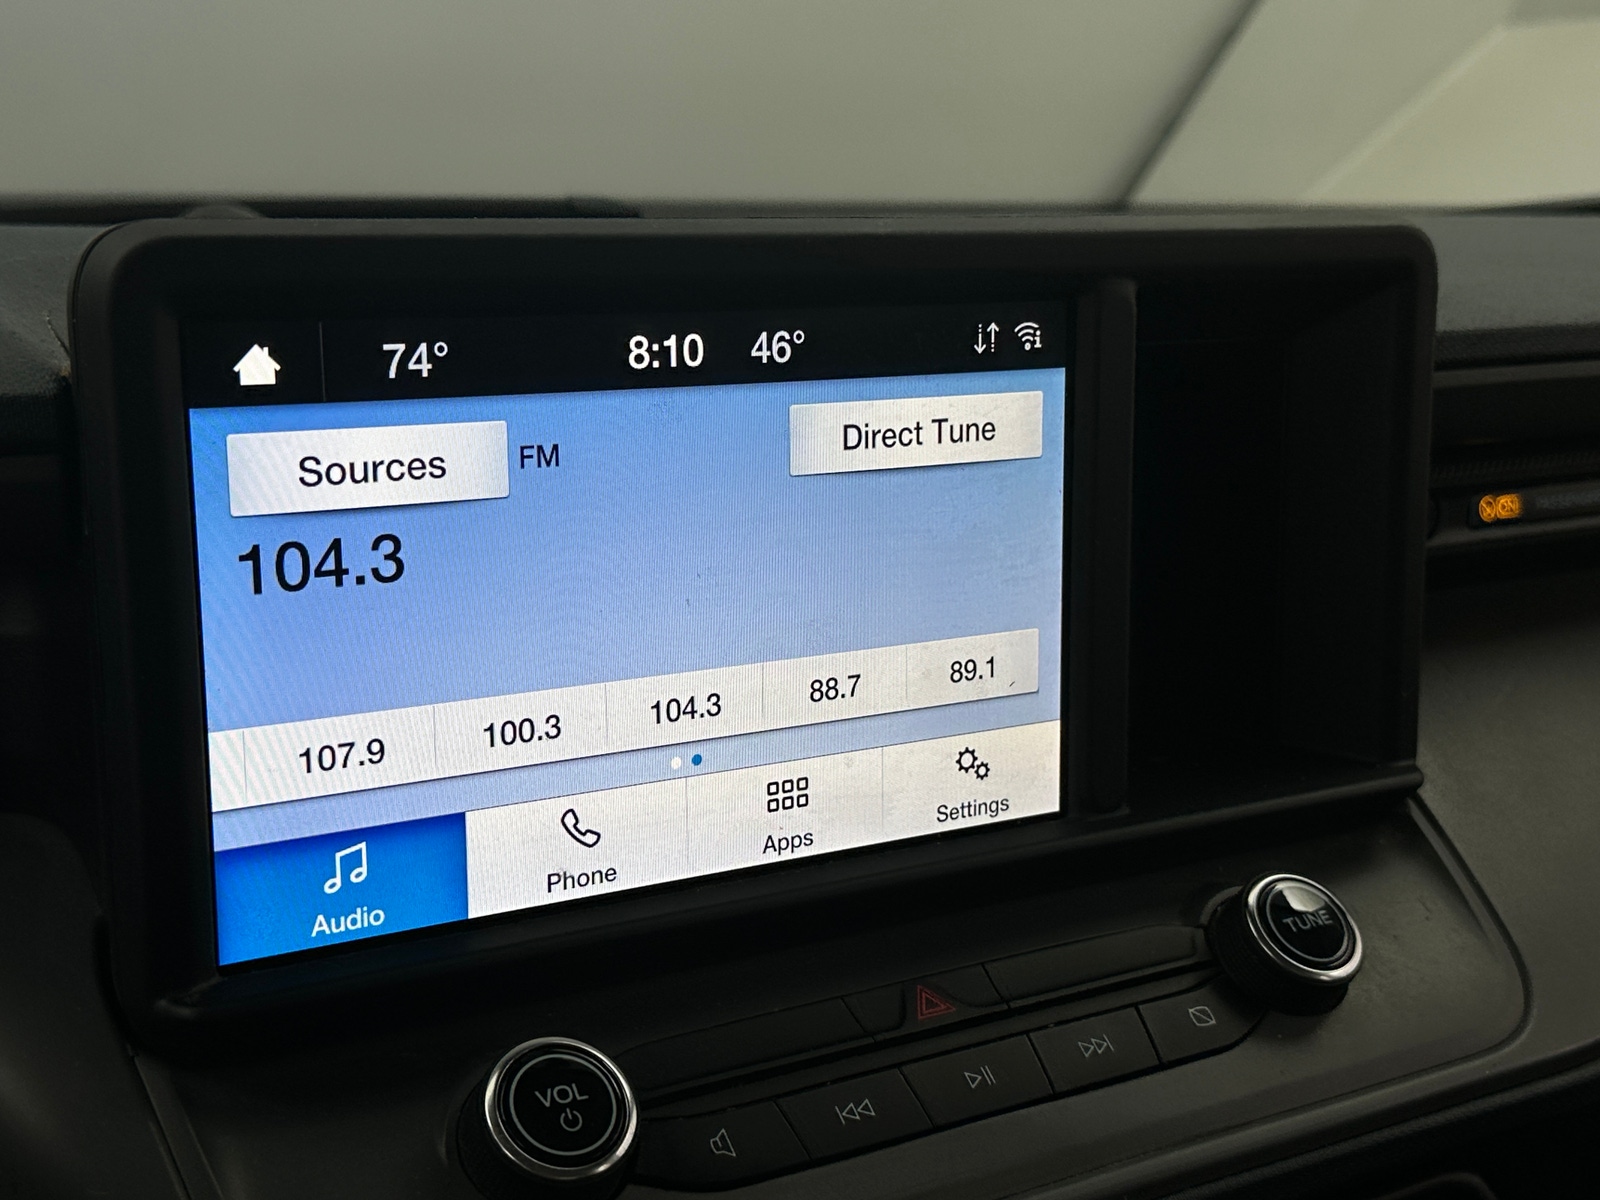 74° 8:10 46°
Sources FM Direct Tune
104.3
107.9 100.3 104.3 88.7 89.1
Audio Phone Apps Settings
ON
VOL
TUNE